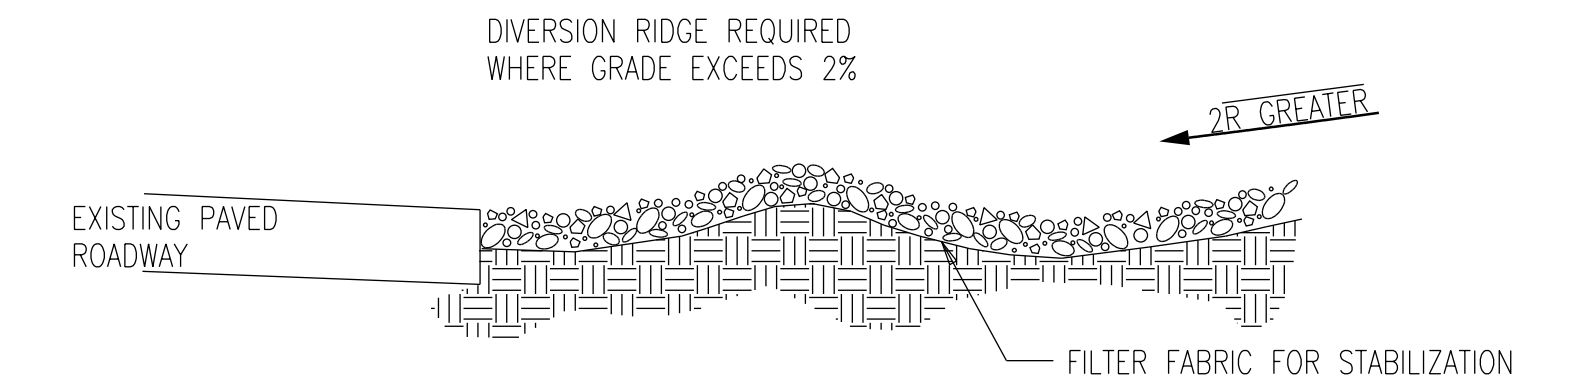 DIVERSION RIDGE REQUIRED
WHERE GRADE EXCEEDS 2%
2R GREATER
EXISTING PAVED
ROADWAY
FILTER FABRIC FOR STABILIZATION